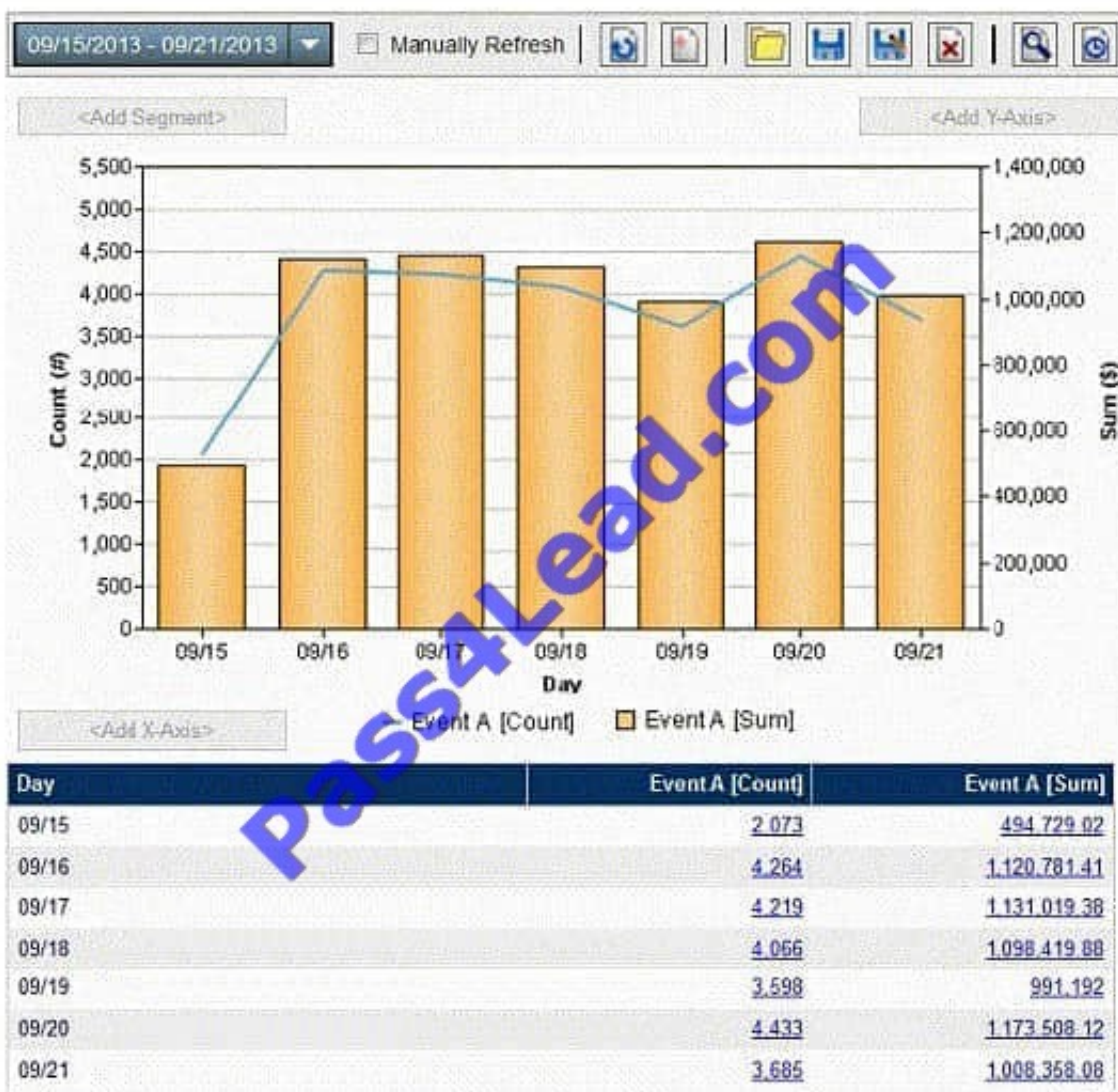 09/15/2013 - 09/21/2013 Manually Refresh
<Add Segment> <Add Y-Axis>
5,500 1,400,000
5,000
4,500 1,200,000
4,000 1,000,000
3,500
3,000 800,000
2,500 600,000
2,000
1,500 400,000
1,000 200,000
500
0 0
Count (#)
Sum ($)
09/15 09/16 09/17 09/18 09/19 09/20 09/21
Day
<Add X-Axis> Event A [Count] Event A [Sum]
Pass4Lead.com
Day Event A [Count] Event A [Sum]
09/15 2,073 494,729.02
09/16 4,264 1,120,781.41
09/17 4,219 1,131,019.38
09/18 4,066 1,098,419.88
09/19 3,598 991,192
09/20 4,433 1,173,508.12
09/21 3,685 1,008,358.08